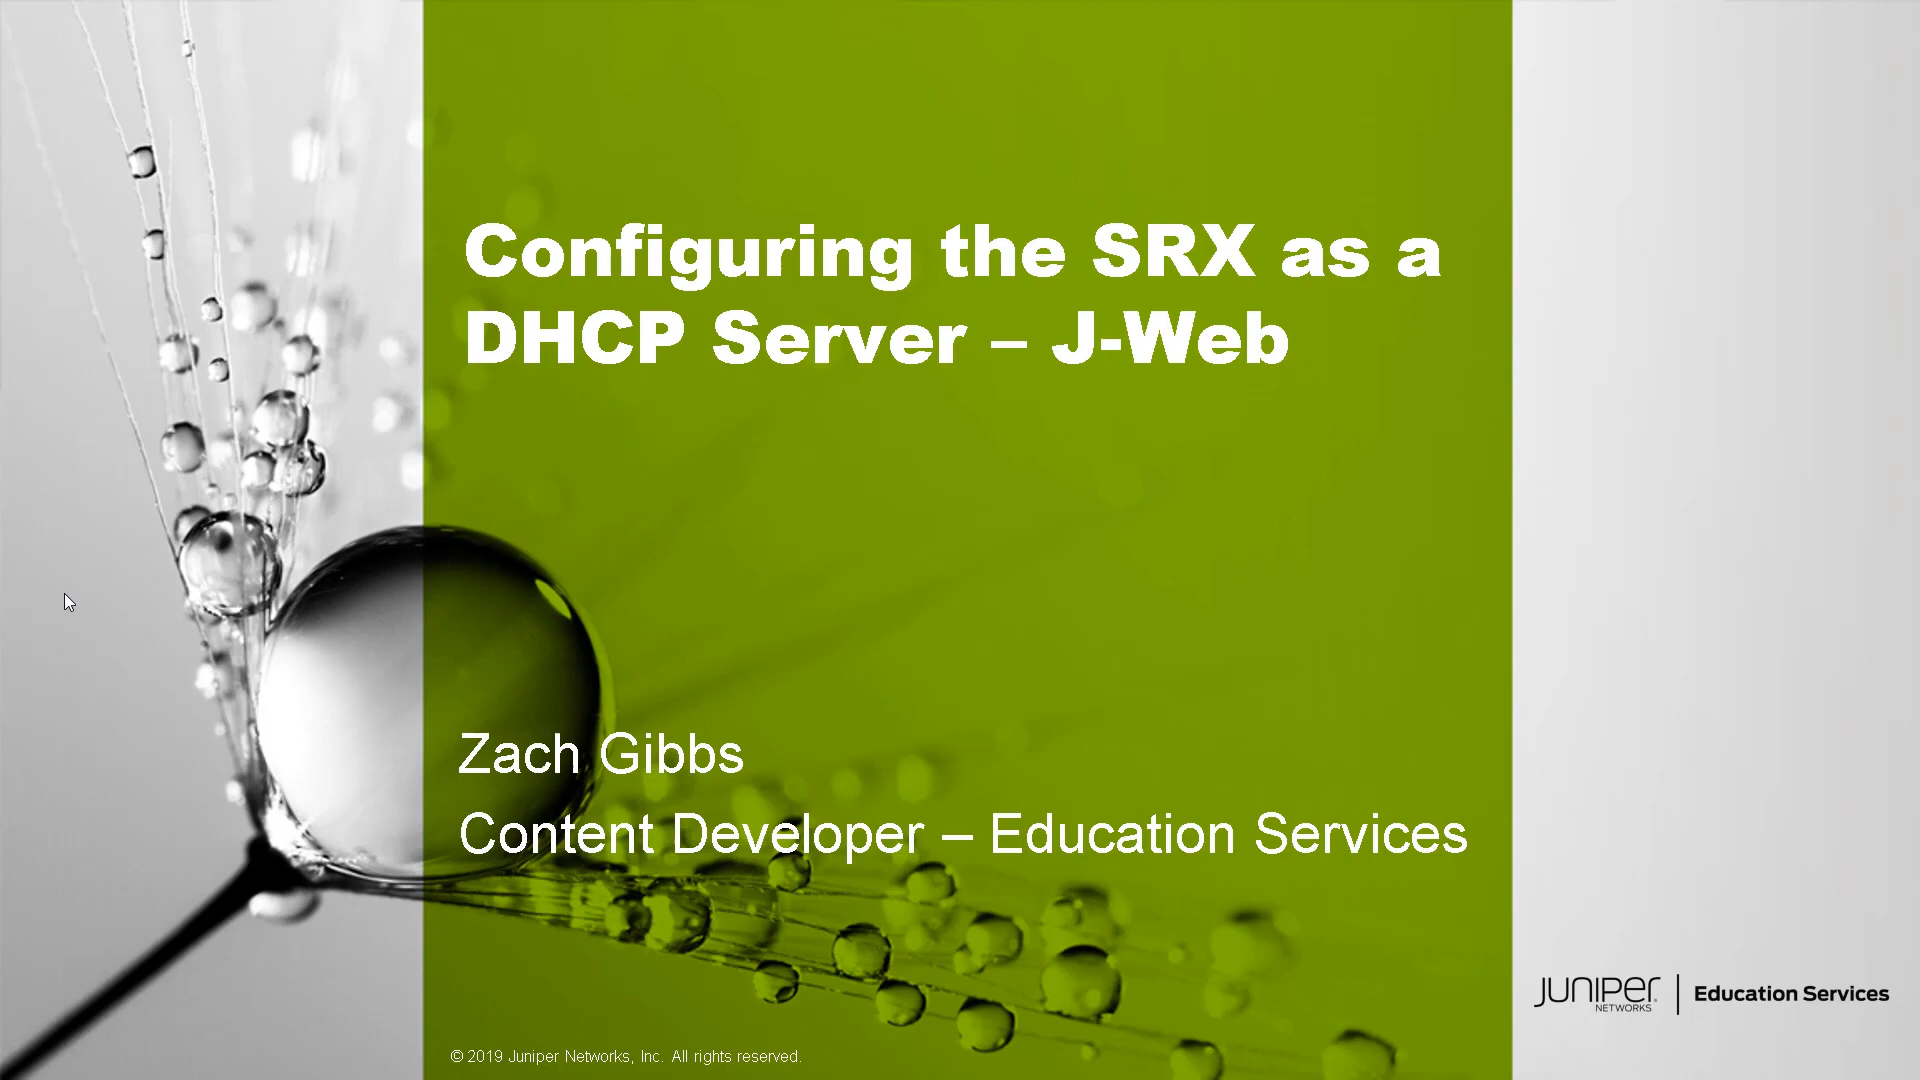 Configuring the SRX as a
DHCP Server – J-Web
Zach Gibbs
Content Developer – Education Services
JUNIPER
NETWORKS
Education Services
© 2019 Juniper Networks, Inc. All rights reserved.